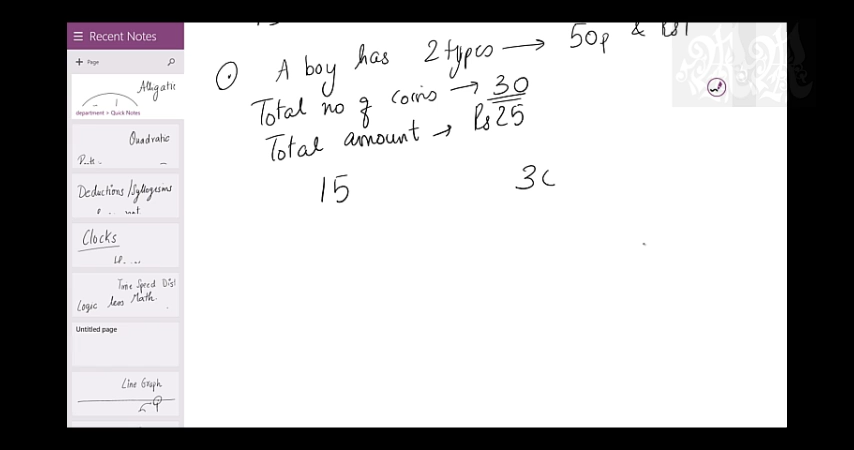 Recent Notes
Page
Alligatio
department > Quick Notes
Quadratic
Deductions/Syllogisms
Clocks
Time Speed Dist
Logic less Math.
Untitled page
Line Graph
A boy has 2 types → 50p & Rs1
Total no of coins → 30
Total amount → Rs 25
15 30